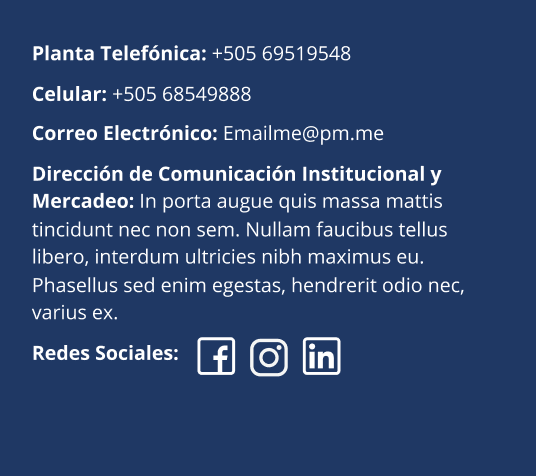 Planta Telefónica: +505 69519548
Celular: +505 68549888
Correo Electrónico: Emailme@pm.me
Dirección de Comunicación Institucional y
Mercadeo: In porta augue quis massa mattis
tincidunt nec non sem. Nullam faucibus tellus
libero, interdum ultricies nibh maximus eu.
Phasellus sed enim egestas, hendrerit odio nec,
varius ex.
Redes Sociales: